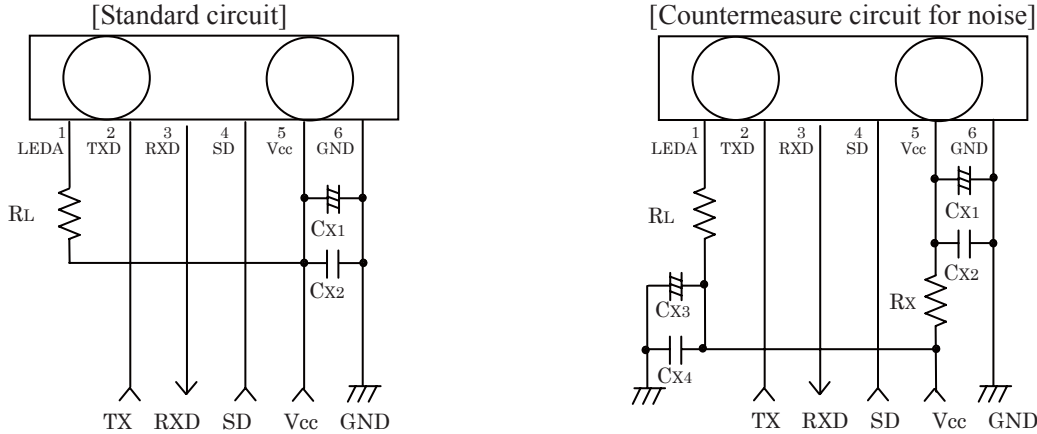 [Standard circuit]
1 2 3 4 5 6
LEDA TXD RXD SD Vcc GND
RL
CX1
CX2
TX RXD SD Vcc GND
[Countermeasure circuit for noise]
1 2 3 4 5 6
LEDA TXD RXD SD Vcc GND
RL
CX1
CX2
CX3
RX
CX4
TX RXD SD Vcc GND